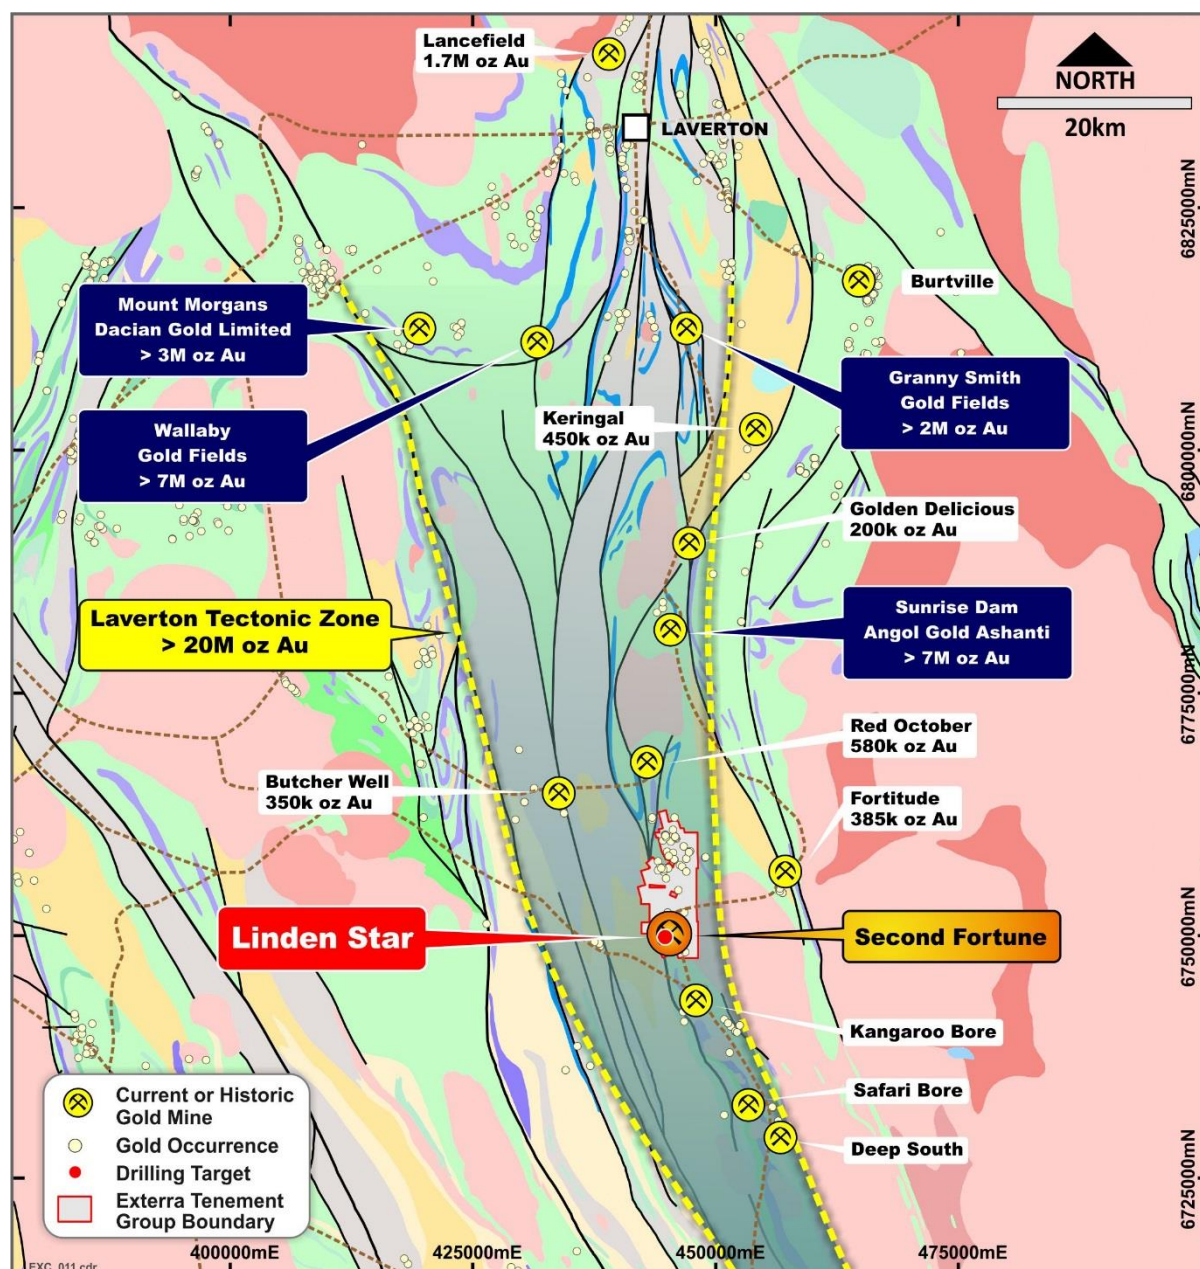 Lancefield
1.7M oz Au
NORTH
20km
LAVERTON
6825000mN
Burtville
Mount Morgans
Dacian Gold Limited
> 3M oz Au
Wallaby
Gold Fields
> 7M oz Au
Granny Smith
Gold Fields
> 2M oz Au
Keringal
450k oz Au
6800000mN
Golden Delicious
200k oz Au
Laverton Tectonic Zone
> 20M oz Au
Sunrise Dam
Angol Gold Ashanti
> 7M oz Au
6775000mN
Red October
580k oz Au
Butcher Well
350k oz Au
Fortitude
385k oz Au
Linden Star
Second Fortune
6750000mN
Kangaroo Bore
Safari Bore
Deep South
6725000mN
Current or Historic
Gold Mine
Gold Occurrence
Drilling Target
Exterra Tenement
Group Boundary
400000mE
425000mE
450000mE
475000mE
EXC_011.cdr